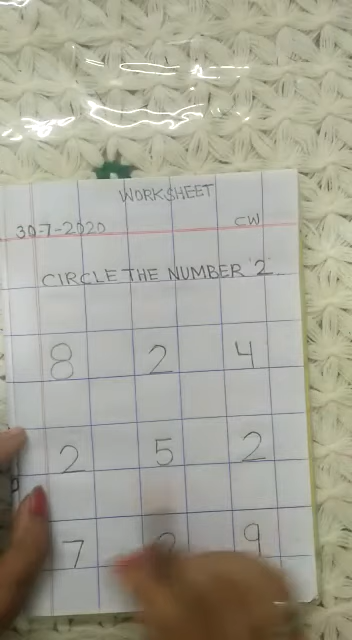 WORKSHEET
30-7-2020 CW
CIRCLE THE NUMBER '2'
8 2 4
2 5 2
7 9